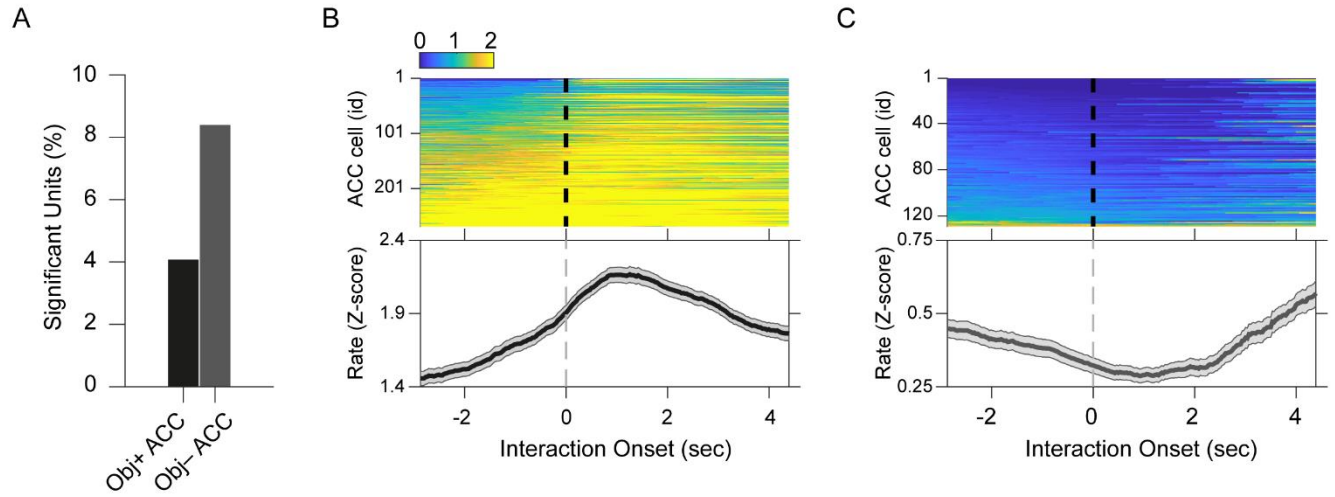 A
Significant Units (%)
10
8
6
4
2
0
Obj+ ACC
Obj– ACC
B
0 1 2
ACC cell (id)
1
101
201
Rate (Z-score)
2.4
1.9
1.4
-2 0 2 4
Interaction Onset (sec)
C
ACC cell (id)
1
40
80
120
Rate (Z-score)
0.75
0.5
0.25
-2 0 2 4
Interaction Onset (sec)